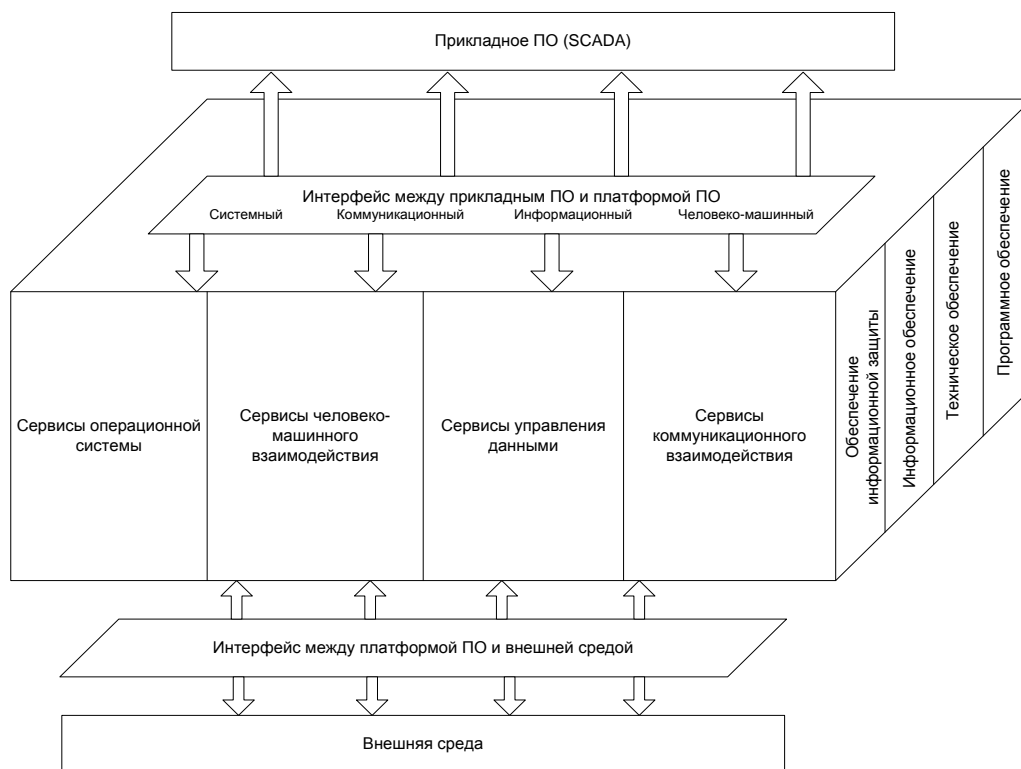 Прикладное ПО (SCADA)
Интерфейс между прикладным ПО и платформой ПО
Системный
Коммуникационный
Информационный
Человеко-машинный
Сервисы операционной
системы
Сервисы человеко-
машинного
взаимодействия
Сервисы управления
данными
Сервисы
коммуникационного
взаимодействия
Обеспечение
информационной защиты
Информационное обеспечение
Техническое обеспечение
Программное обеспечение
Интерфейс между платформой ПО и внешней средой
Внешняя среда